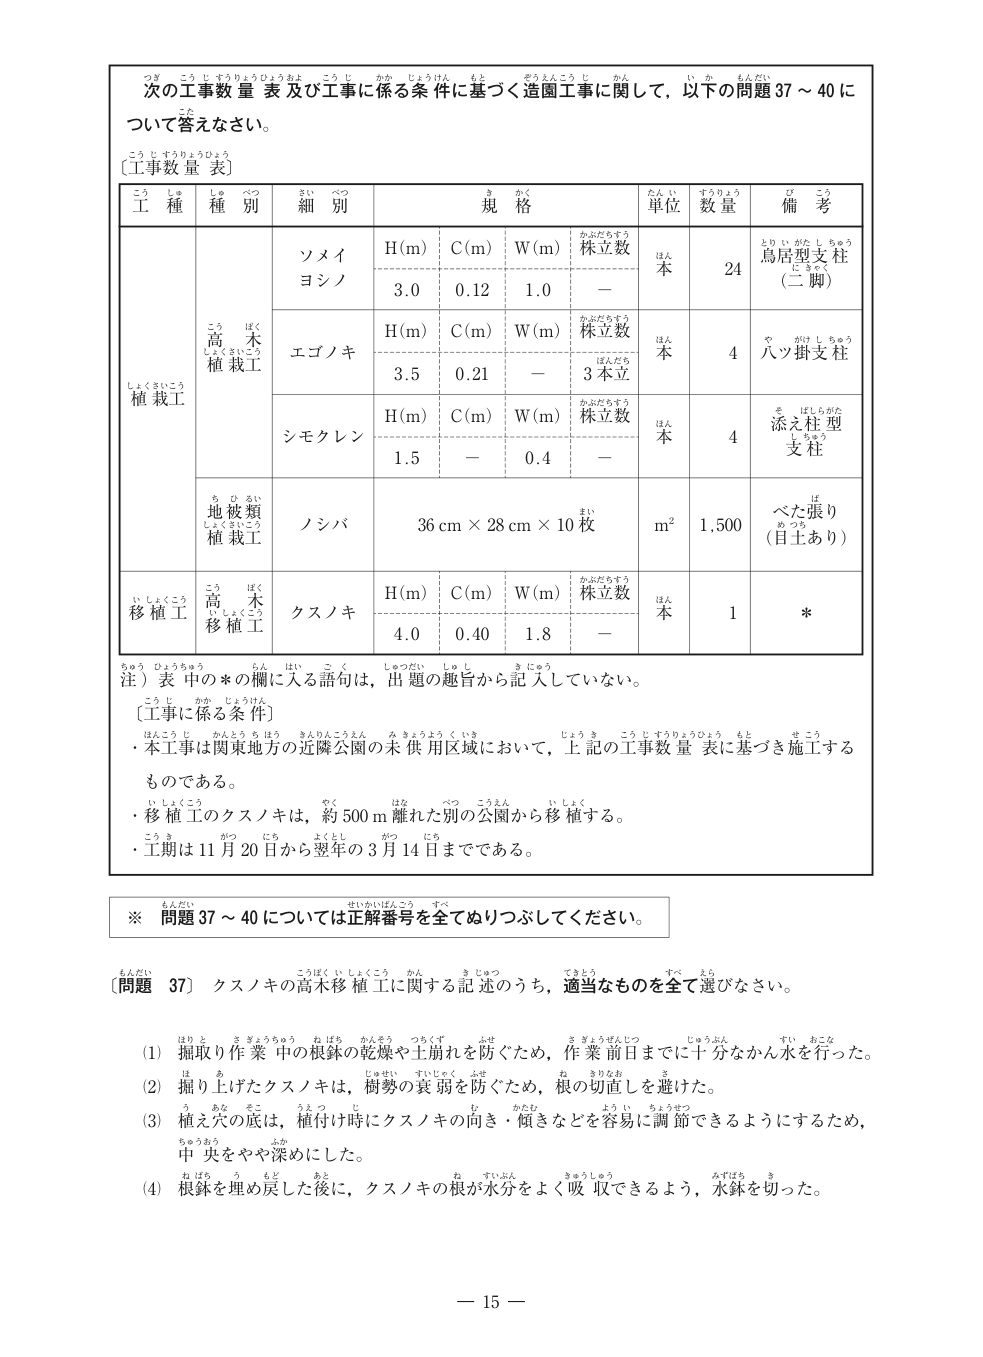 次の工事数量表及び工事に係る条件に基づく造園工事に関して，以下の問題 37 ～ 40 に
ついて答えなさい。
〔工事数量表〕
工 種 種 別 細 別 規 格 単位 数量 備 考
植栽工
高 木
植栽工
ソメイ
ヨシノ
H(m) C(m) W(m) 株立数
3.0 0.12 1.0 ―
本
24
鳥居型支柱
（二脚）
エゴノキ
H(m) C(m) W(m) 株立数
3.5 0.21 ― 3 本立
本
4
八ツ掛支柱
シモクレン
H(m) C(m) W(m) 株立数
1.5 ― 0.4 ―
本
4
添え柱型
支柱
地被類
植栽工
ノシバ
36 cm × 28 cm × 10 枚
m²
1,500
べた張り
（目土あり）
移植工
高 木
移植工
クスノキ
H(m) C(m) W(m) 株立数
4.0 0.40 1.8 ―
本
1
＊
注）表中の＊の欄に入る語句は，出題の趣旨から記入していない。
〔工事に係る条件〕
・本工事は関東地方の近隣公園の未供用区域において，上記の工事数量表に基づき施工する
ものである。
・移植工のクスノキは，約 500 m 離れた別の公園から移植する。
・工期は 11 月 20 日から翌年の 3 月 14 日までである。
※ 問題 37 ～ 40 については正解番号を全てぬりつぶしてください。
〔問題 37〕 クスノキの高木移植工に関する記述のうち，適当なものを全て選びなさい。
⑴ 掘取り作業中の根鉢の乾燥や土崩れを防ぐため，作業前日までに十分なかん水を行った。
⑵ 掘り上げたクスノキは，樹勢の衰弱を防ぐため，根の切直しを避けた。
⑶ 植え穴の底は，植付け時にクスノキの向き・傾きなどを容易に調節できるようにするため，
中央をやや深めにした。
⑷ 根鉢を埋め戻した後に，クスノキの根が水分をよく吸収できるよう，水鉢を切った。
― 15 ―